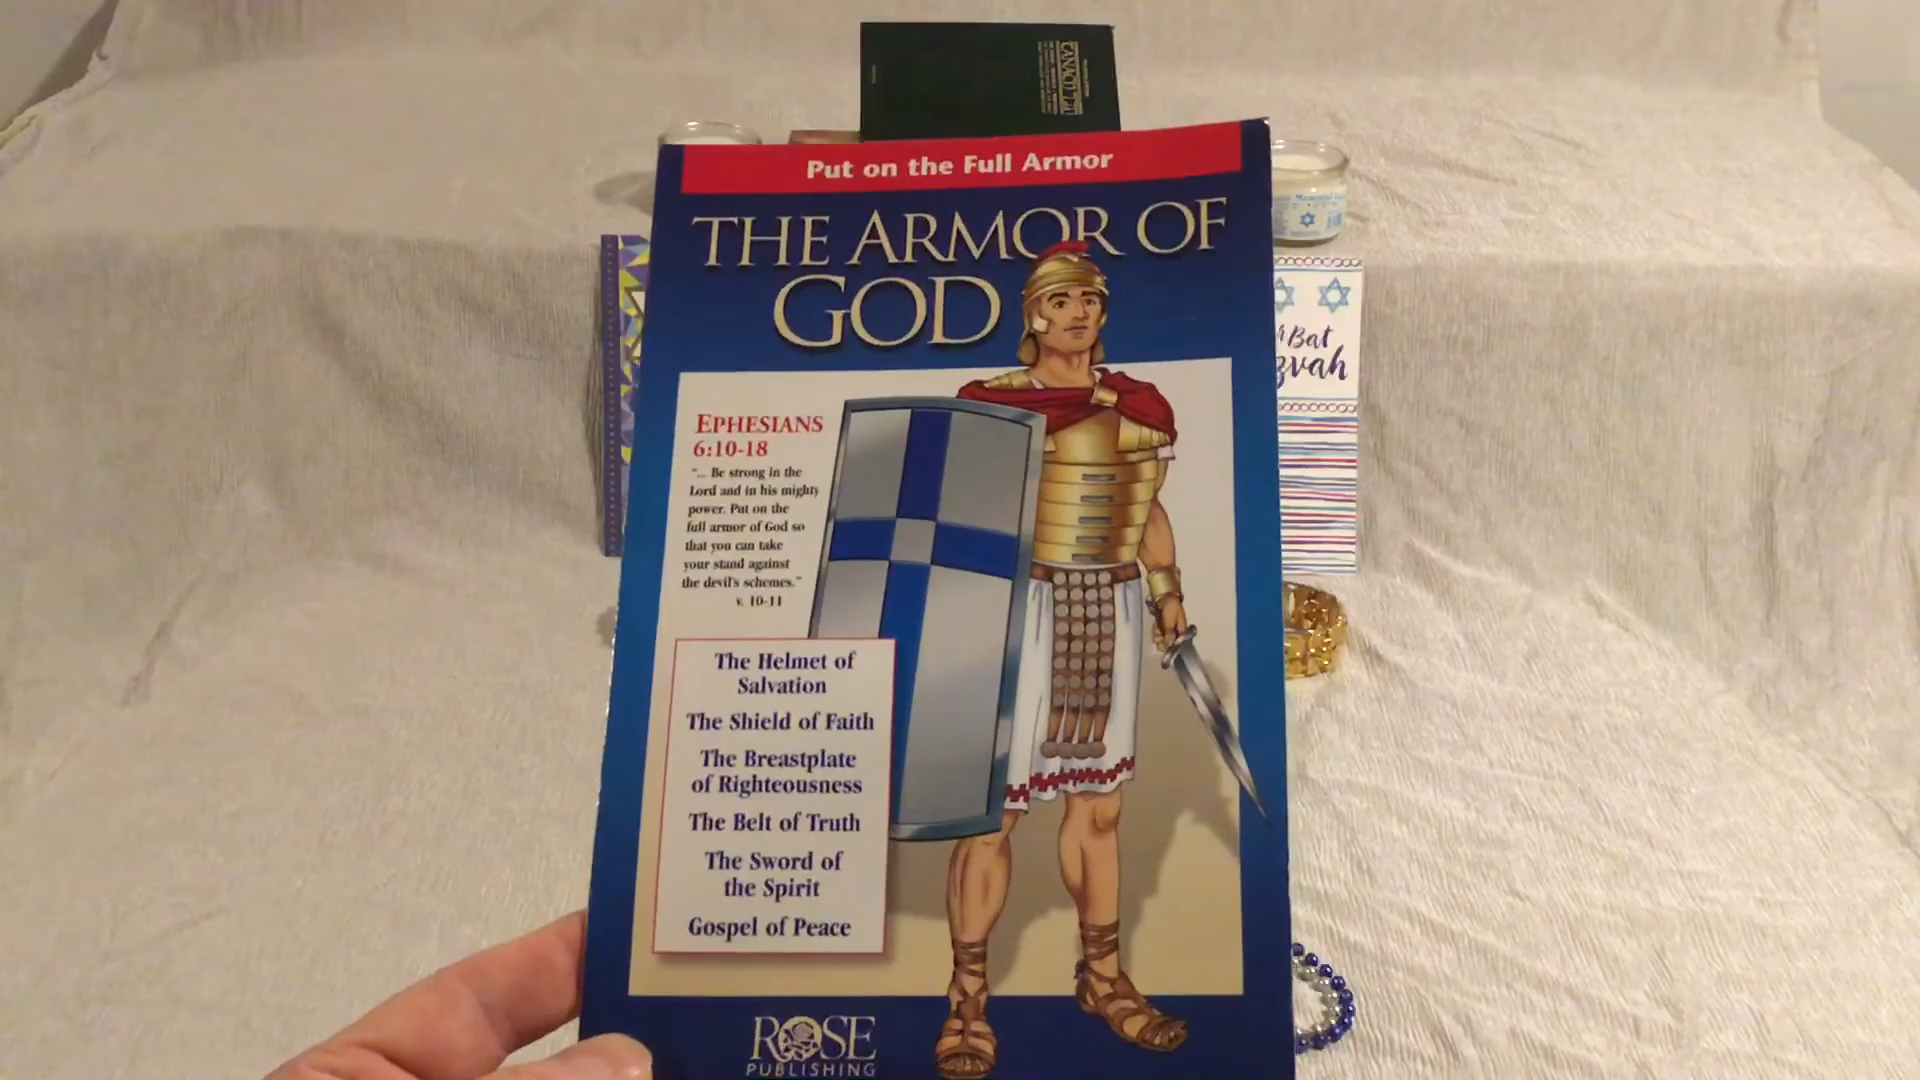 Put on the Full Armor
THE ARMOR OF
GOD
EPHESIANS
6:10-18
"... Be strong in the
Lord and in his mighty
power. Put on the
full armor of God so
that you can take
your stand against
the devil's schemes."
v. 10-11
The Helmet of
Salvation
The Shield of Faith
The Breastplate
of Righteousness
The Belt of Truth
The Sword of
the Spirit
Gospel of Peace
ROSE
PUBLISHING
Bat
zvah